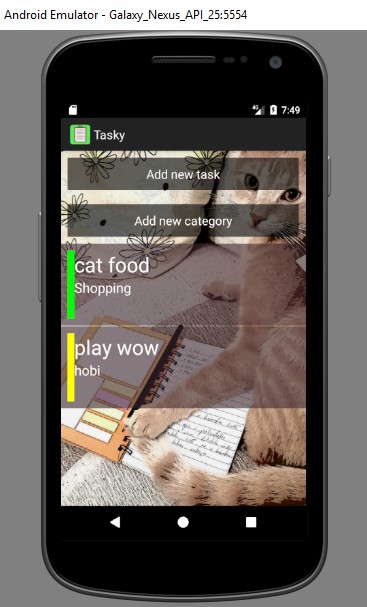 Android Emulator - Galaxy_Nexus_API_25:5554
4G 7:49
Tasky
Add new task
Add new category
cat food
Shopping
play wow
hobi